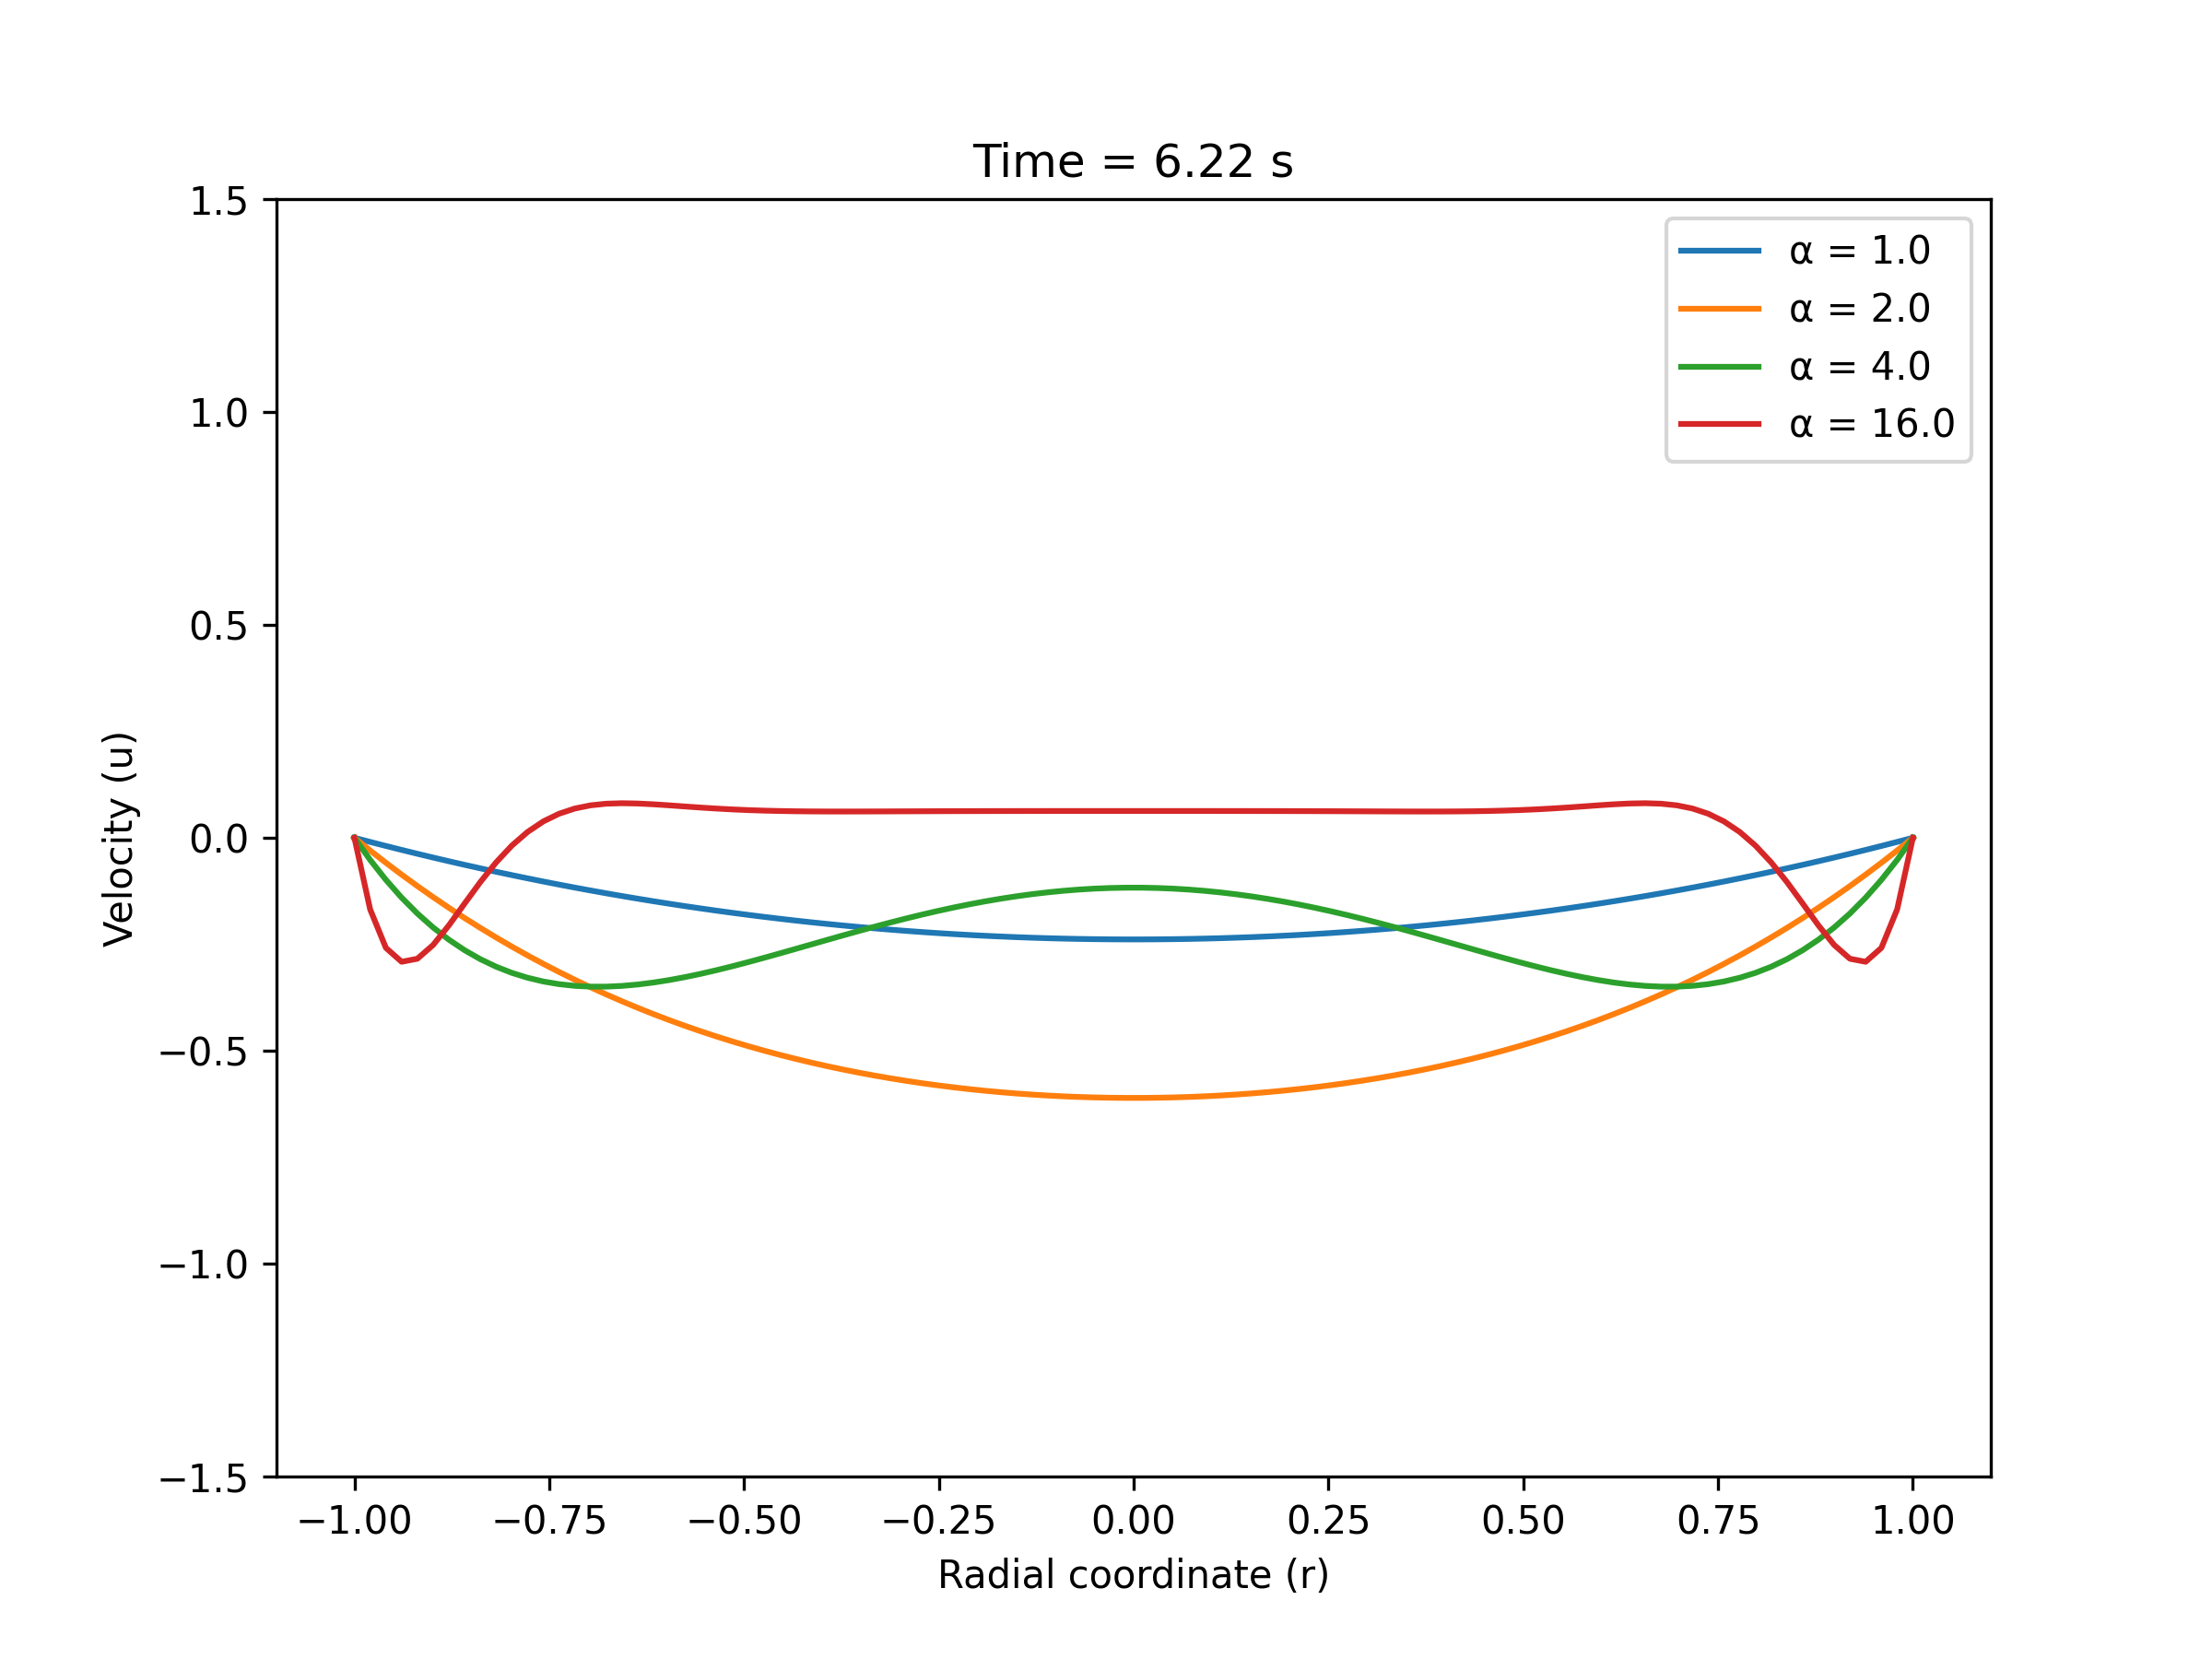 Time = 6.22 s
1.5
1.0
0.5
0.0
−0.5
−1.0
−1.5
Velocity (u)
α = 1.0
α = 2.0
α = 4.0
α = 16.0
−1.00 −0.75 −0.50 −0.25 0.00 0.25 0.50 0.75 1.00
Radial coordinate (r)